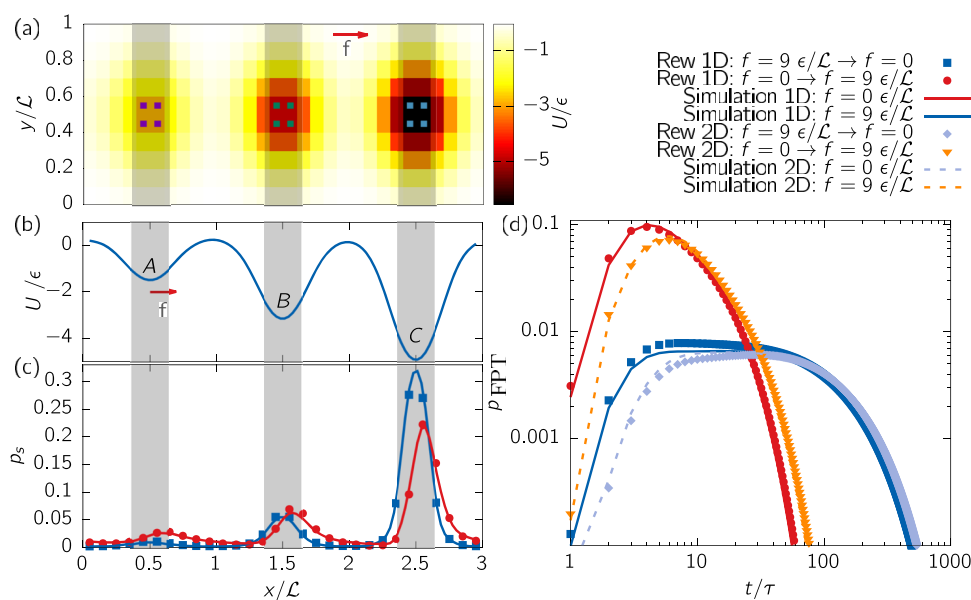 (a)
1
0.8
0.6
0.4
0.2
0
y/ℒ
f
−1
−3
−5
U/ϵ
(b)
0
−2
−4
U /ϵ
A
B
C
f
(c)
0.3
0.25
0.2
0.15
0.1
0.05
0
p_s
0 0.5 1 1.5 2 2.5 3
x/ℒ
Rew 1D: f = 9 ϵ/ℒ → f = 0
Rew 1D: f = 0 → f = 9 ϵ/ℒ
Simulation 1D: f = 0 ϵ/ℒ
Simulation 1D: f = 9 ϵ/ℒ
Rew 2D: f = 9 ϵ/ℒ → f = 0
Rew 2D: f = 0 → f = 9 ϵ/ℒ
Simulation 2D: f = 0 ϵ/ℒ
Simulation 2D: f = 9 ϵ/ℒ
(d)
0.1
0.01
0.001
p_FPT
1 10 100 1000
t/τ